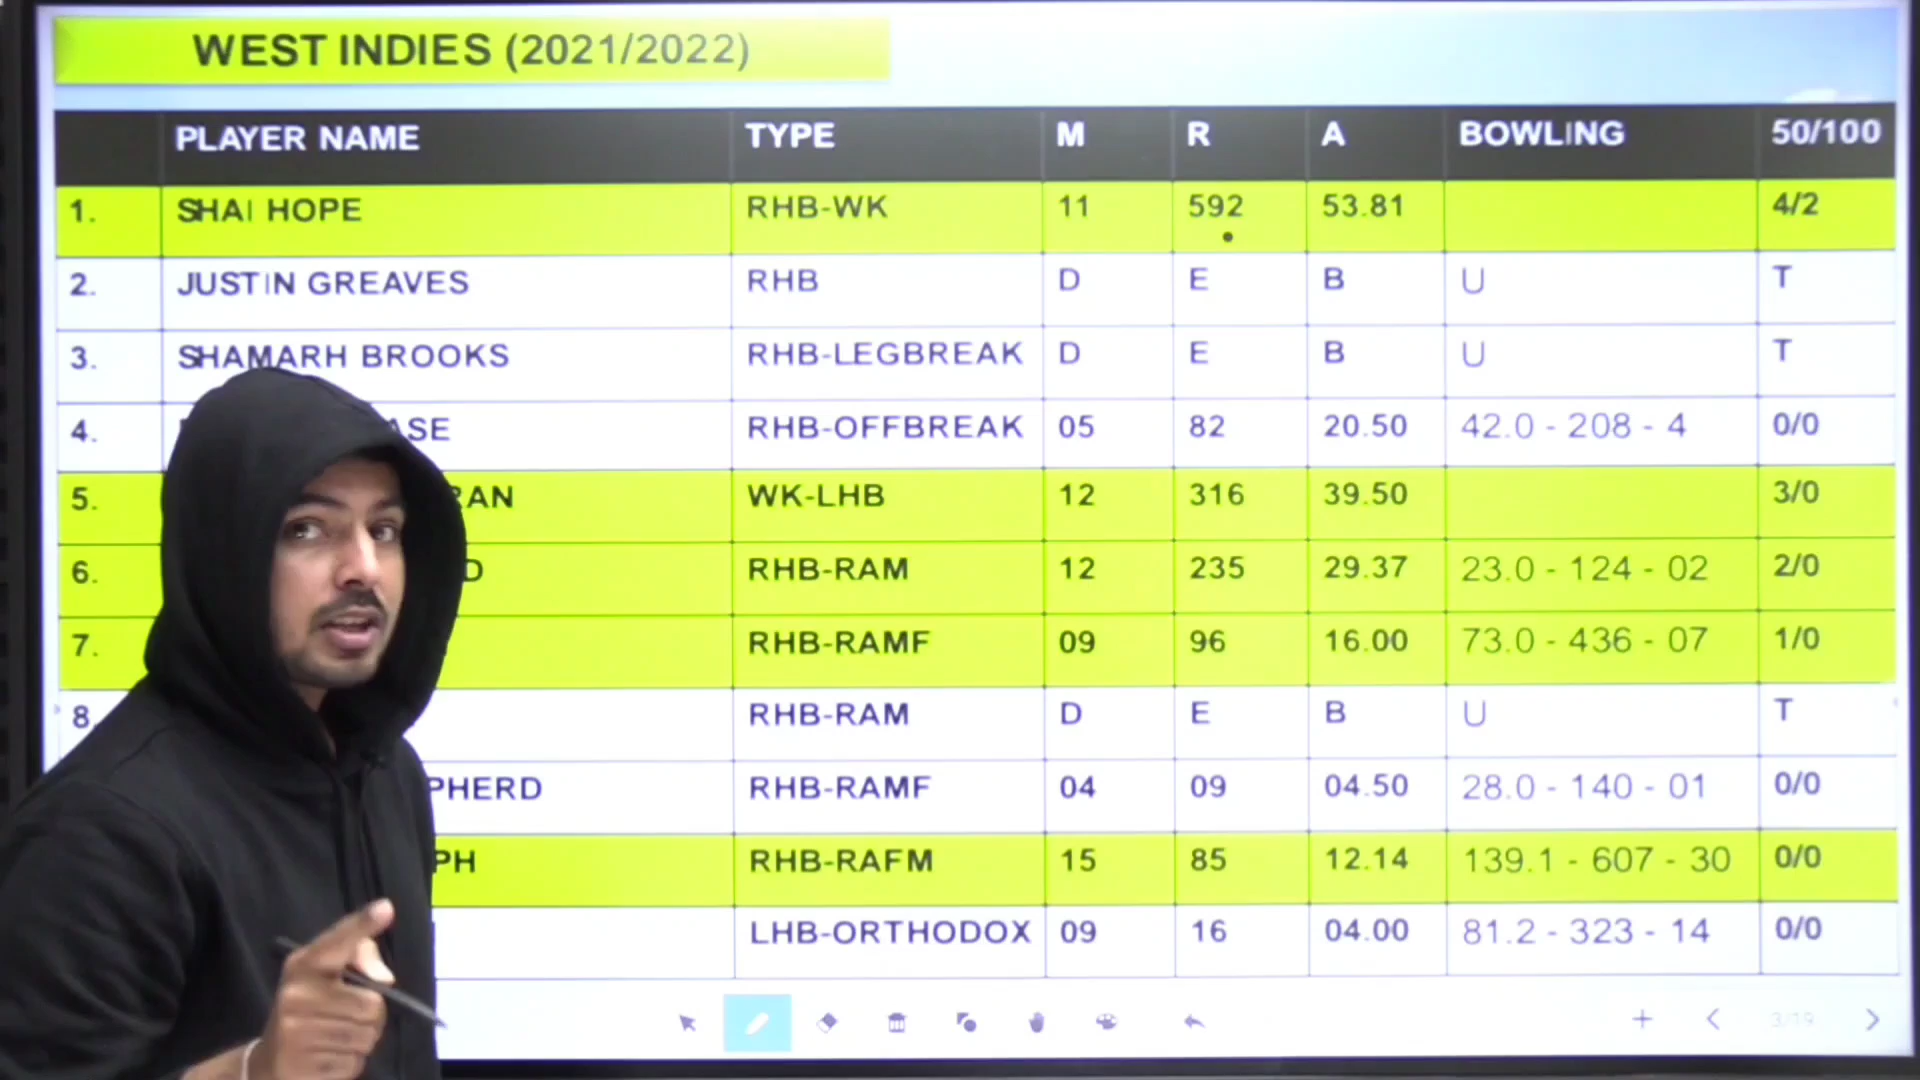 WEST INDIES (2021/2022)
PLAYER NAME TYPE M R A BOWLING 50/100
1. SHAI HOPE RHB-WK 11 592 53.81 4/2
2. JUSTIN GREAVES RHB D E B U T
3. SHAMARH BROOKS RHB-LEGBREAK D E B U T
4. ASE RHB-OFFBREAK 05 82 20.50 42.0 - 208 - 4 0/0
5. RAN WK-LHB 12 316 39.50 3/0
6. D RHB-RAM 12 235 29.37 23.0 - 124 - 02 2/0
7. RHB-RAMF 09 96 16.00 73.0 - 436 - 07 1/0
8. RHB-RAM D E B U T
PHERD RHB-RAMF 04 09 04.50 28.0 - 140 - 01 0/0
PH RHB-RAFM 15 85 12.14 139.1 - 607 - 30 0/0
LHB-ORTHODOX 09 16 04.00 81.2 - 323 - 14 0/0
3/19